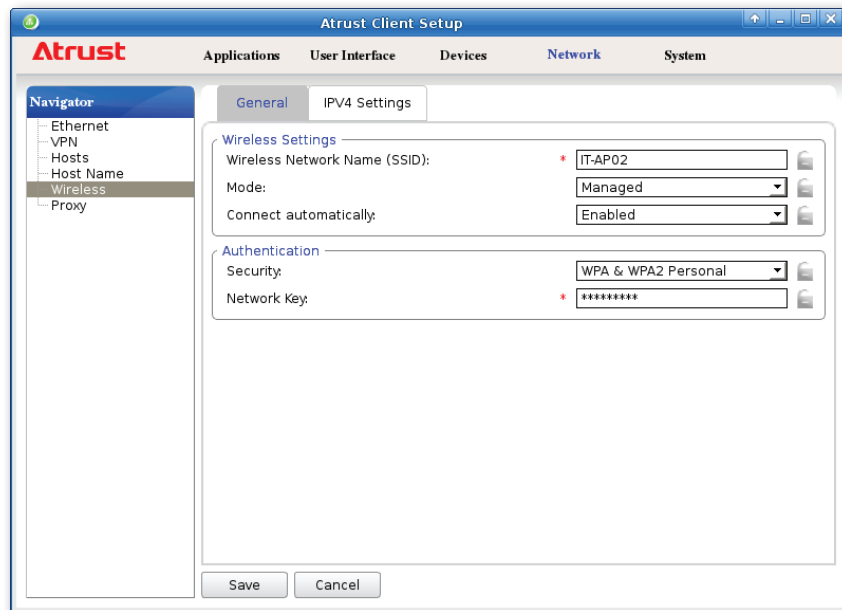 Atrust Client Setup
Atrust Applications User Interface Devices Network System
Navigator
Ethernet
VPN
Hosts
Host Name
Wireless
Proxy
General IPV4 Settings
Wireless Settings
Wireless Network Name (SSID): * IT-AP02
Mode: Managed
Connect automatically: Enabled
Authentication
Security: WPA & WPA2 Personal
Network Key: * *********
Save Cancel